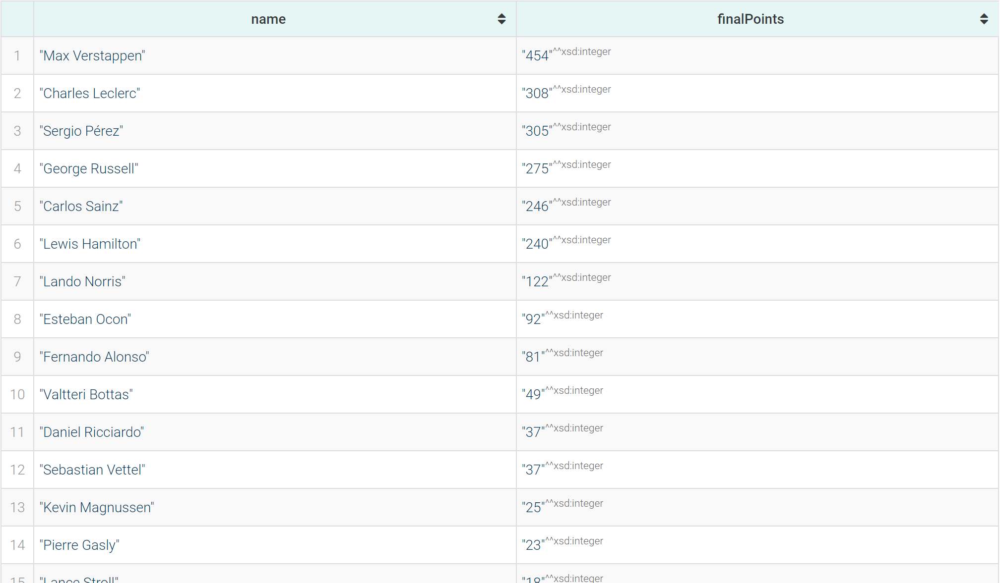 name finalPoints
1 "Max Verstappen" "454"^^xsd:integer
2 "Charles Leclerc" "308"^^xsd:integer
3 "Sergio Pérez" "305"^^xsd:integer
4 "George Russell" "275"^^xsd:integer
5 "Carlos Sainz" "246"^^xsd:integer
6 "Lewis Hamilton" "240"^^xsd:integer
7 "Lando Norris" "122"^^xsd:integer
8 "Esteban Ocon" "92"^^xsd:integer
9 "Fernando Alonso" "81"^^xsd:integer
10 "Valtteri Bottas" "49"^^xsd:integer
11 "Daniel Ricciardo" "37"^^xsd:integer
12 "Sebastian Vettel" "37"^^xsd:integer
13 "Kevin Magnussen" "25"^^xsd:integer
14 "Pierre Gasly" "23"^^xsd:integer
15 "Lance Stroll" "18"^^xsd:integer